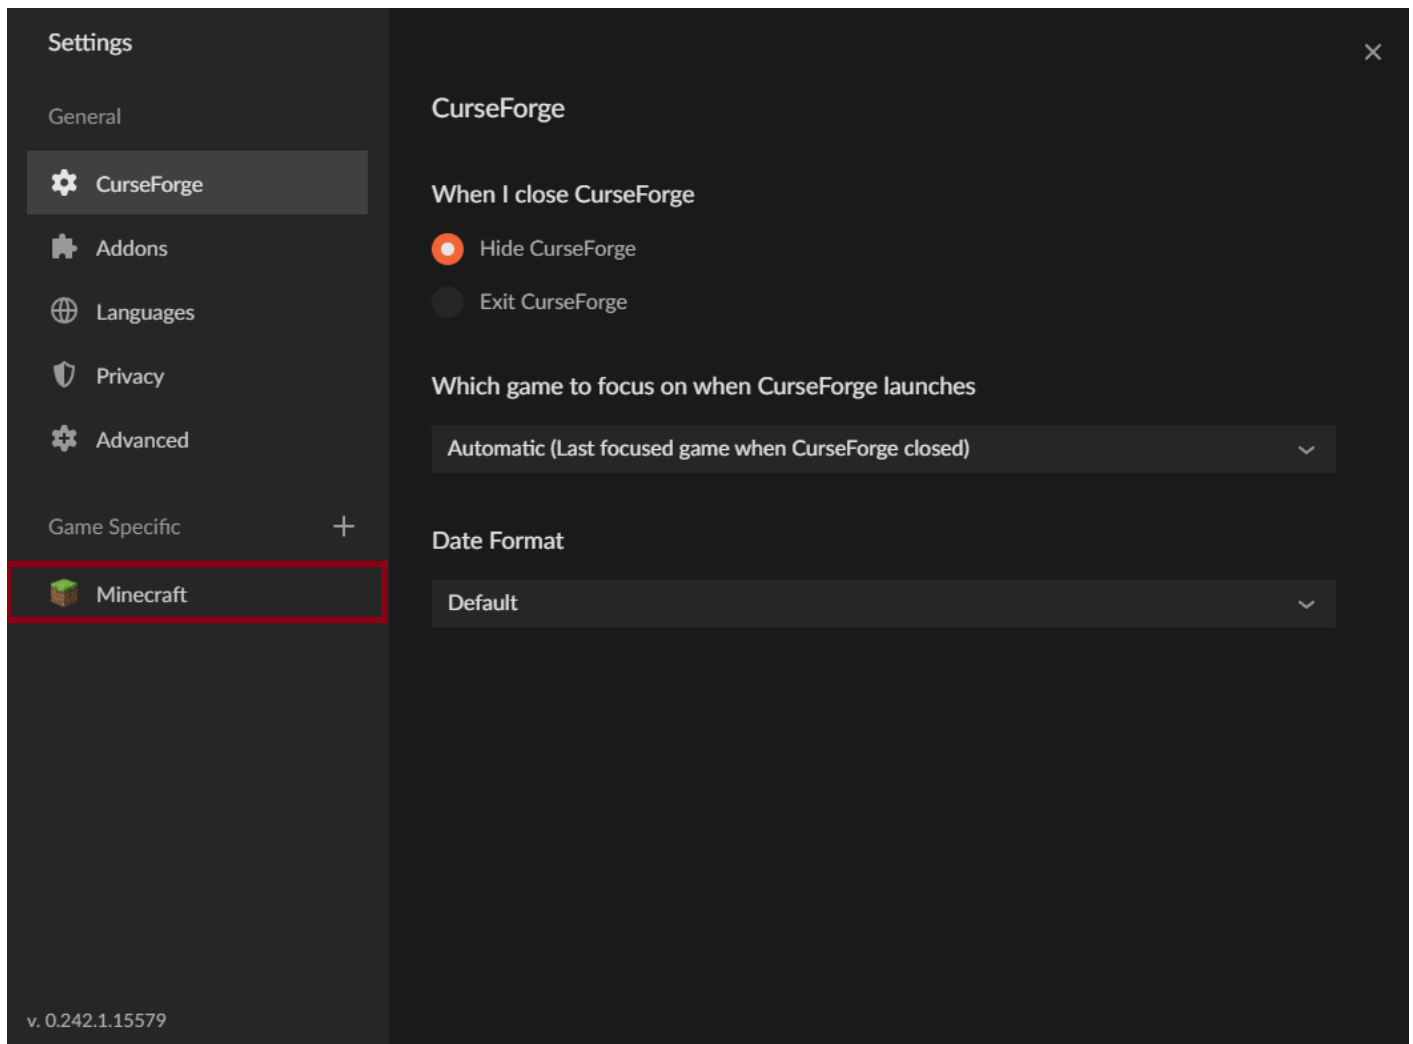 Settings
General
CurseForge
Addons
Languages
Privacy
Advanced
Game Specific
Minecraft
v. 0.242.1.15579
CurseForge
When I close CurseForge
Hide CurseForge
Exit CurseForge
Which game to focus on when CurseForge launches
Automatic (Last focused game when CurseForge closed)
Date Format
Default